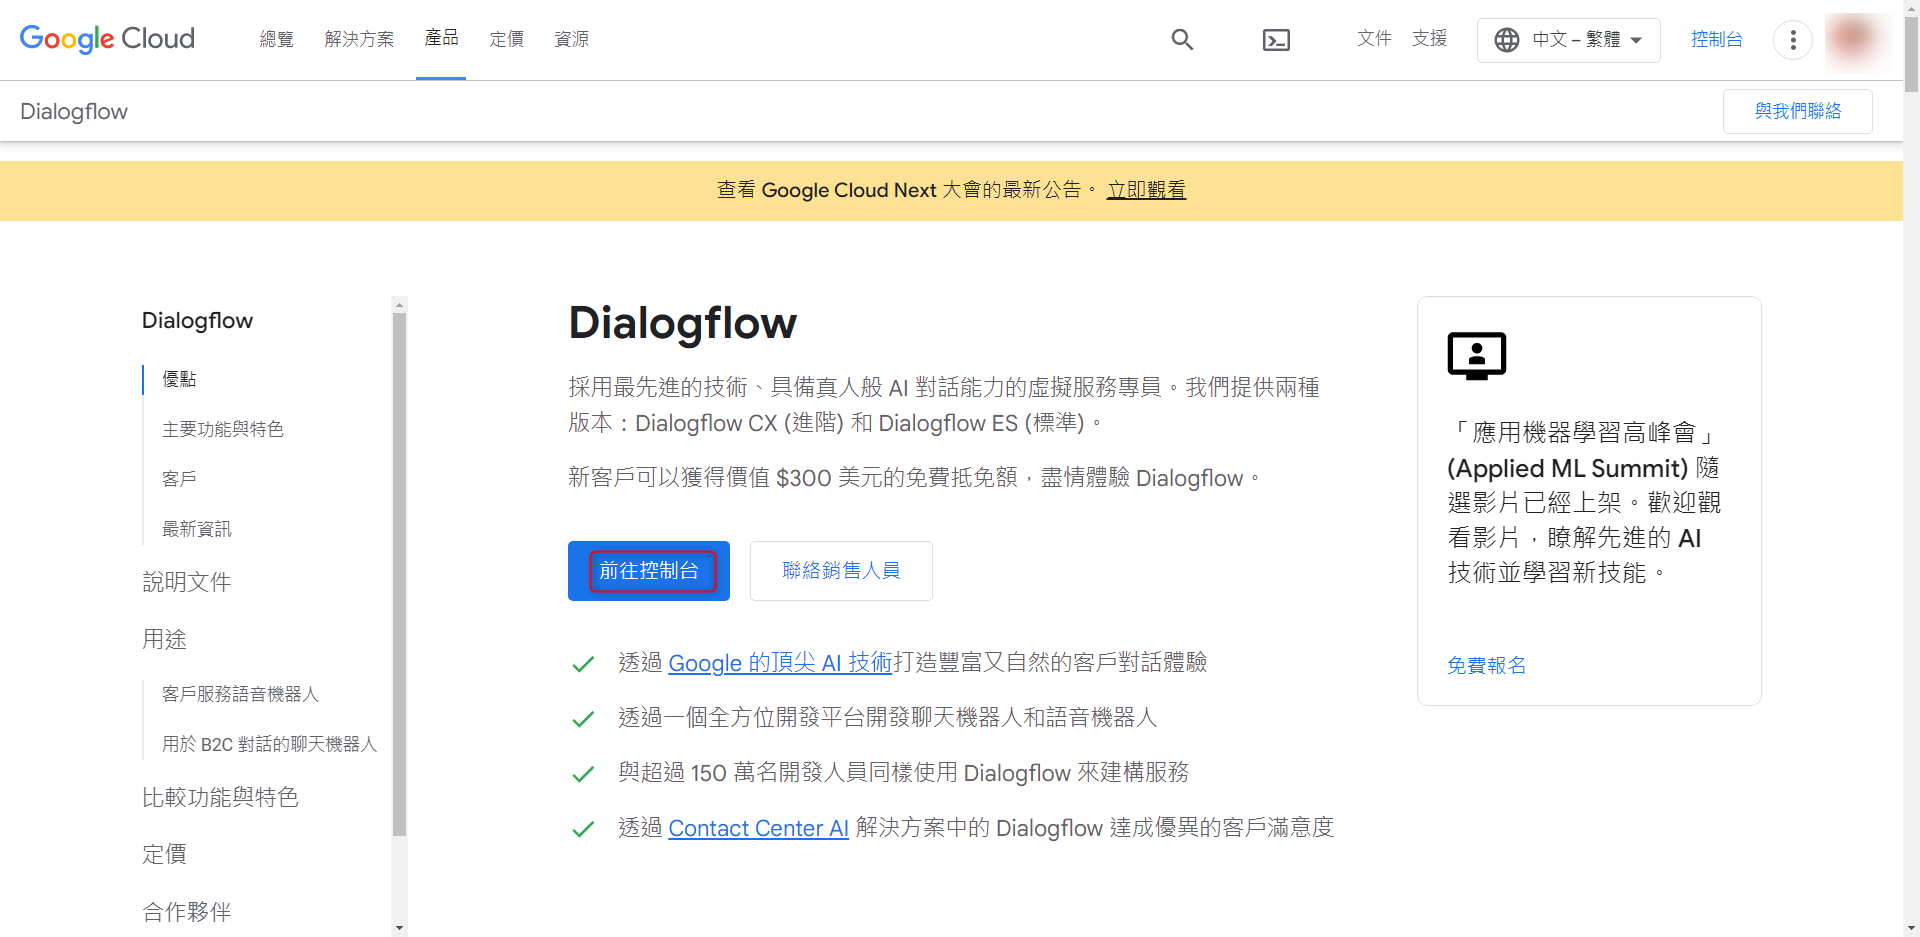 Google Cloud
總覽
解決方案
產品
定價
資源
文件
支援
中文 – 繁體
控制台
Dialogflow
與我們聯絡
查看 Google Cloud Next 大會的最新公告。 立即觀看
Dialogflow
優點
主要功能與特色
客戶
最新資訊
說明文件
用途
客戶服務語音機器人
用於 B2C 對話的聊天機器人
比較功能與特色
定價
合作夥伴
Dialogflow
採用最先進的技術、具備真人般 AI 對話能力的虛擬服務專員。我們提供兩種
版本：Dialogflow CX (進階) 和 Dialogflow ES (標準)。
新客戶可以獲得價值 $300 美元的免費抵免額，盡情體驗 Dialogflow。
前往控制台
聯絡銷售人員
透過 Google 的頂尖 AI 技術打造豐富又自然的客戶對話體驗
透過一個全方位開發平台開發聊天機器人和語音機器人
與超過 150 萬名開發人員同樣使用 Dialogflow 來建構服務
透過 Contact Center AI 解決方案中的 Dialogflow 達成優異的客戶滿意度
「應用機器學習高峰會」
(Applied ML Summit) 隨
選影片已經上架。歡迎觀
看影片，瞭解先進的 AI
技術並學習新技能。
免費報名